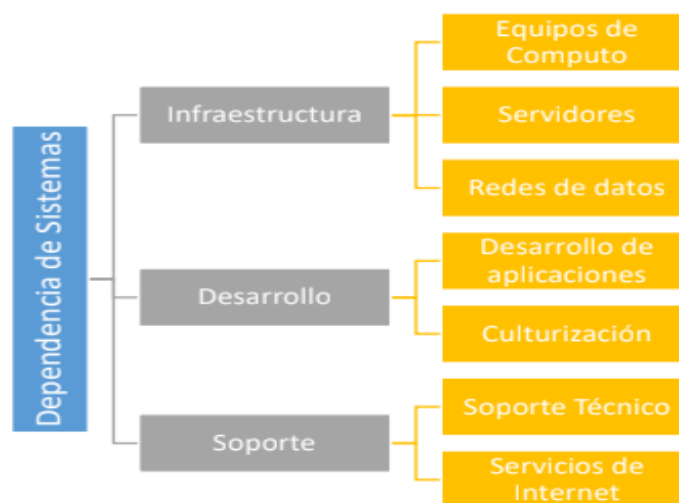 Dependencia de Sistemas
Infraestructura
Equipos de
Computo
Servidores
Redes de datos
Desarrollo
Desarrollo de
aplicaciones
Culturización
Soporte
Soporte Técnico
Servicios de
Internet